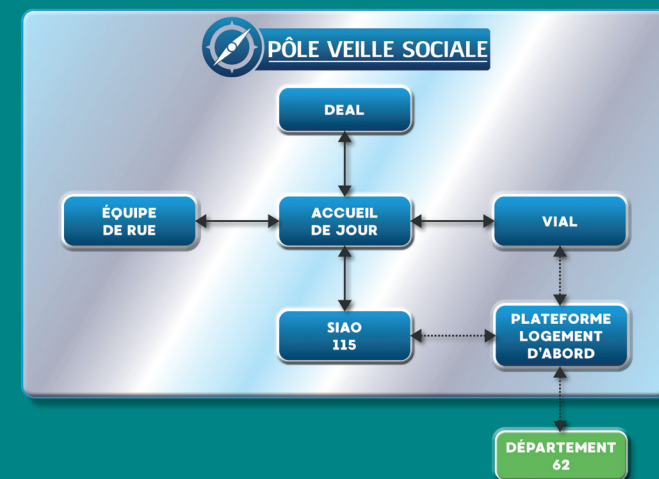 PÔLE VEILLE SOCIALE
DEAL
ÉQUIPE
DE RUE
ACCUEIL
DE JOUR
VIAL
SIAO
115
PLATEFORME
LOGEMENT
D'ABORD
DÉPARTEMENT
62